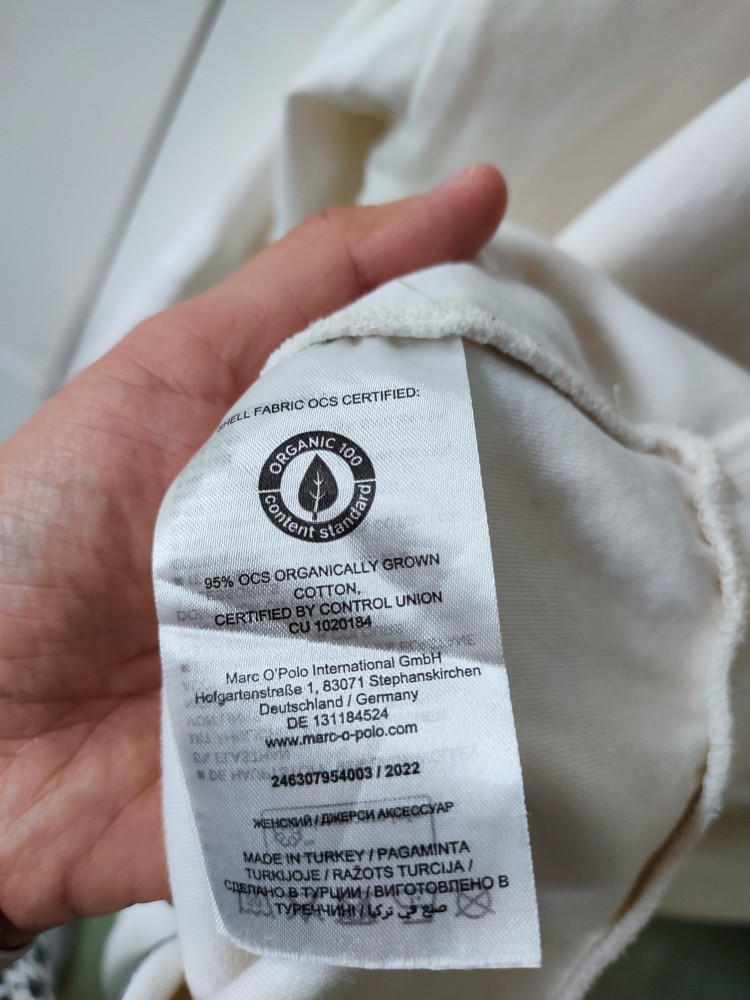 SHELL FABRIC OCS CERTIFIED:
ORGANIC 100
content standard
95% OCS ORGANICALLY GROWN
COTTON,
CERTIFIED BY CONTROL UNION
CU 1020184
Marc O'Polo International GmbH
Hofgartenstraße 1, 83071 Stephanskirchen
Deutschland / Germany
DE 131184524
www.marc-o-polo.com
246307954003 / 2022
ЖЕНСКИЙ / ДЖЕРСИ АКСЕССУАР
MADE IN TURKEY / PAGAMINTA
TURKIJOJE / RAŽOTS TURCIJA /
СДЕЛАНО В ТУРЦИИ / ВИГОТОВЛЕНО В
ТУРЕЧЧИНІ / صنع في تركيا